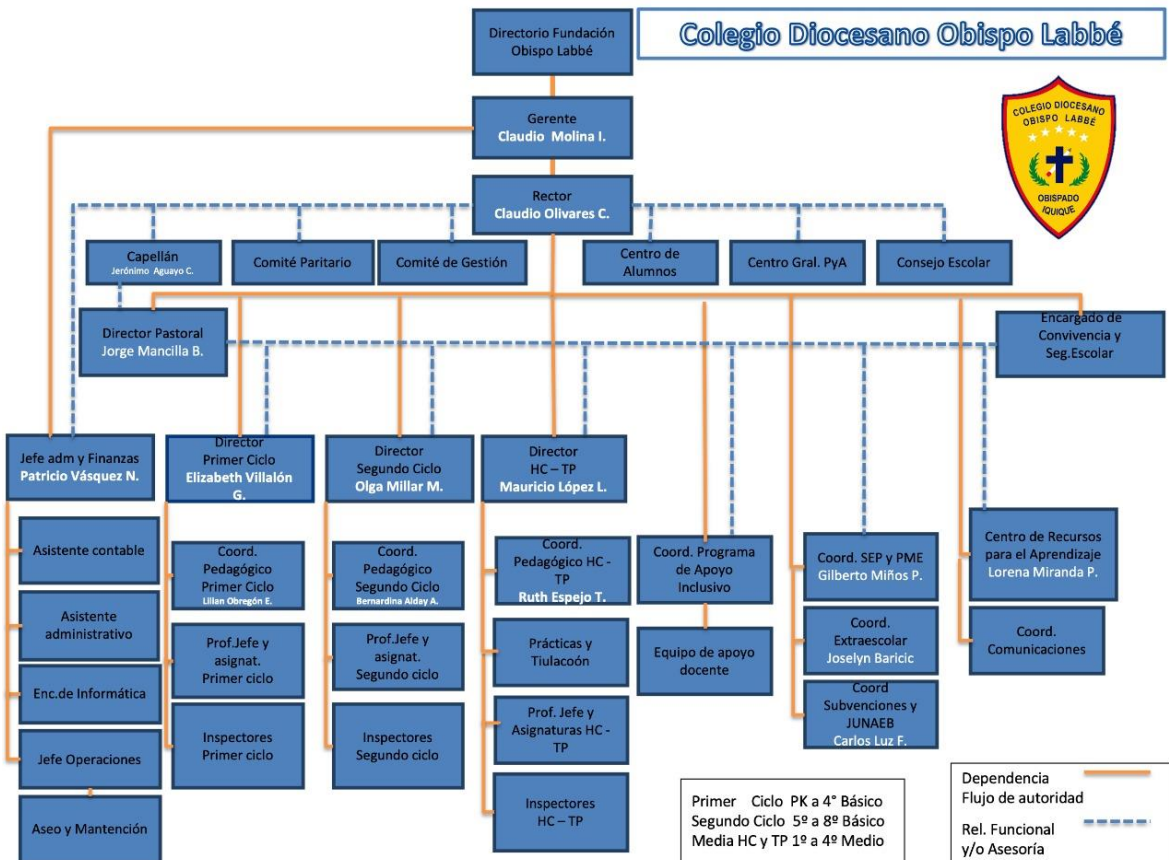 Directorio Fundación
Obispo Labbé
Colegio Diocesano Obispo Labbé
COLEGIO DIOCESANO
OBISPO LABBÉ
OBISPADO
IQUIQUE
Gerente
Claudio Molina I.
Rector
Claudio Olivares C.
Capellán
Jerónimo Aguayo C.
Comité Paritario
Comité de Gestión
Centro de
Alumnos
Centro Gral. PyA
Consejo Escolar
Director Pastoral
Jorge Mancilla B.
Encargado de
Convivencia y
Seg.Escolar
Jefe adm y Finanzas
Patricio Vásquez N.
Director
Primer Ciclo
Elizabeth Villalón
G.
Director
Segundo Ciclo
Olga Millar M.
Director
HC – TP
Mauricio López L.
Asistente contable
Asistente
administrativo
Enc.de Informática
Jefe Operaciones
Aseo y Mantención
Coord.
Pedagógico
Primer Ciclo
Lilian Obregón E.
Prof.Jefe y
asignat.
Primer ciclo
Inspectores
Primer ciclo
Coord.
Pedagógico
Segundo Ciclo
Bernardina Alday A.
Prof.Jefe y
asignat.
Segundo ciclo
Inspectores
Segundo ciclo
Coord.
Pedagógico HC -
TP
Ruth Espejo T.
Prácticas y
Tiulacoón
Prof. Jefe y
Asignaturas HC -
TP
Inspectores
HC – TP
Coord. Programa
de Apoyo
Inclusivo
Equipo de apoyo
docente
Coord. SEP y PME
Gilberto Miños P.
Coord.
Extraescolar
Joselyn Baricic
Coord
Subvenciones y
JUNAEB
Carlos Luz F.
Centro de Recursos
para el Aprendizaje
Lorena Miranda P.
Coord.
Comunicaciones
Primer Ciclo PK a 4° Básico
Segundo Ciclo 5º a 8º Básico
Media HC y TP 1º a 4º Medio
Dependencia
Flujo de autoridad
Rel. Funcional
y/o Asesoría